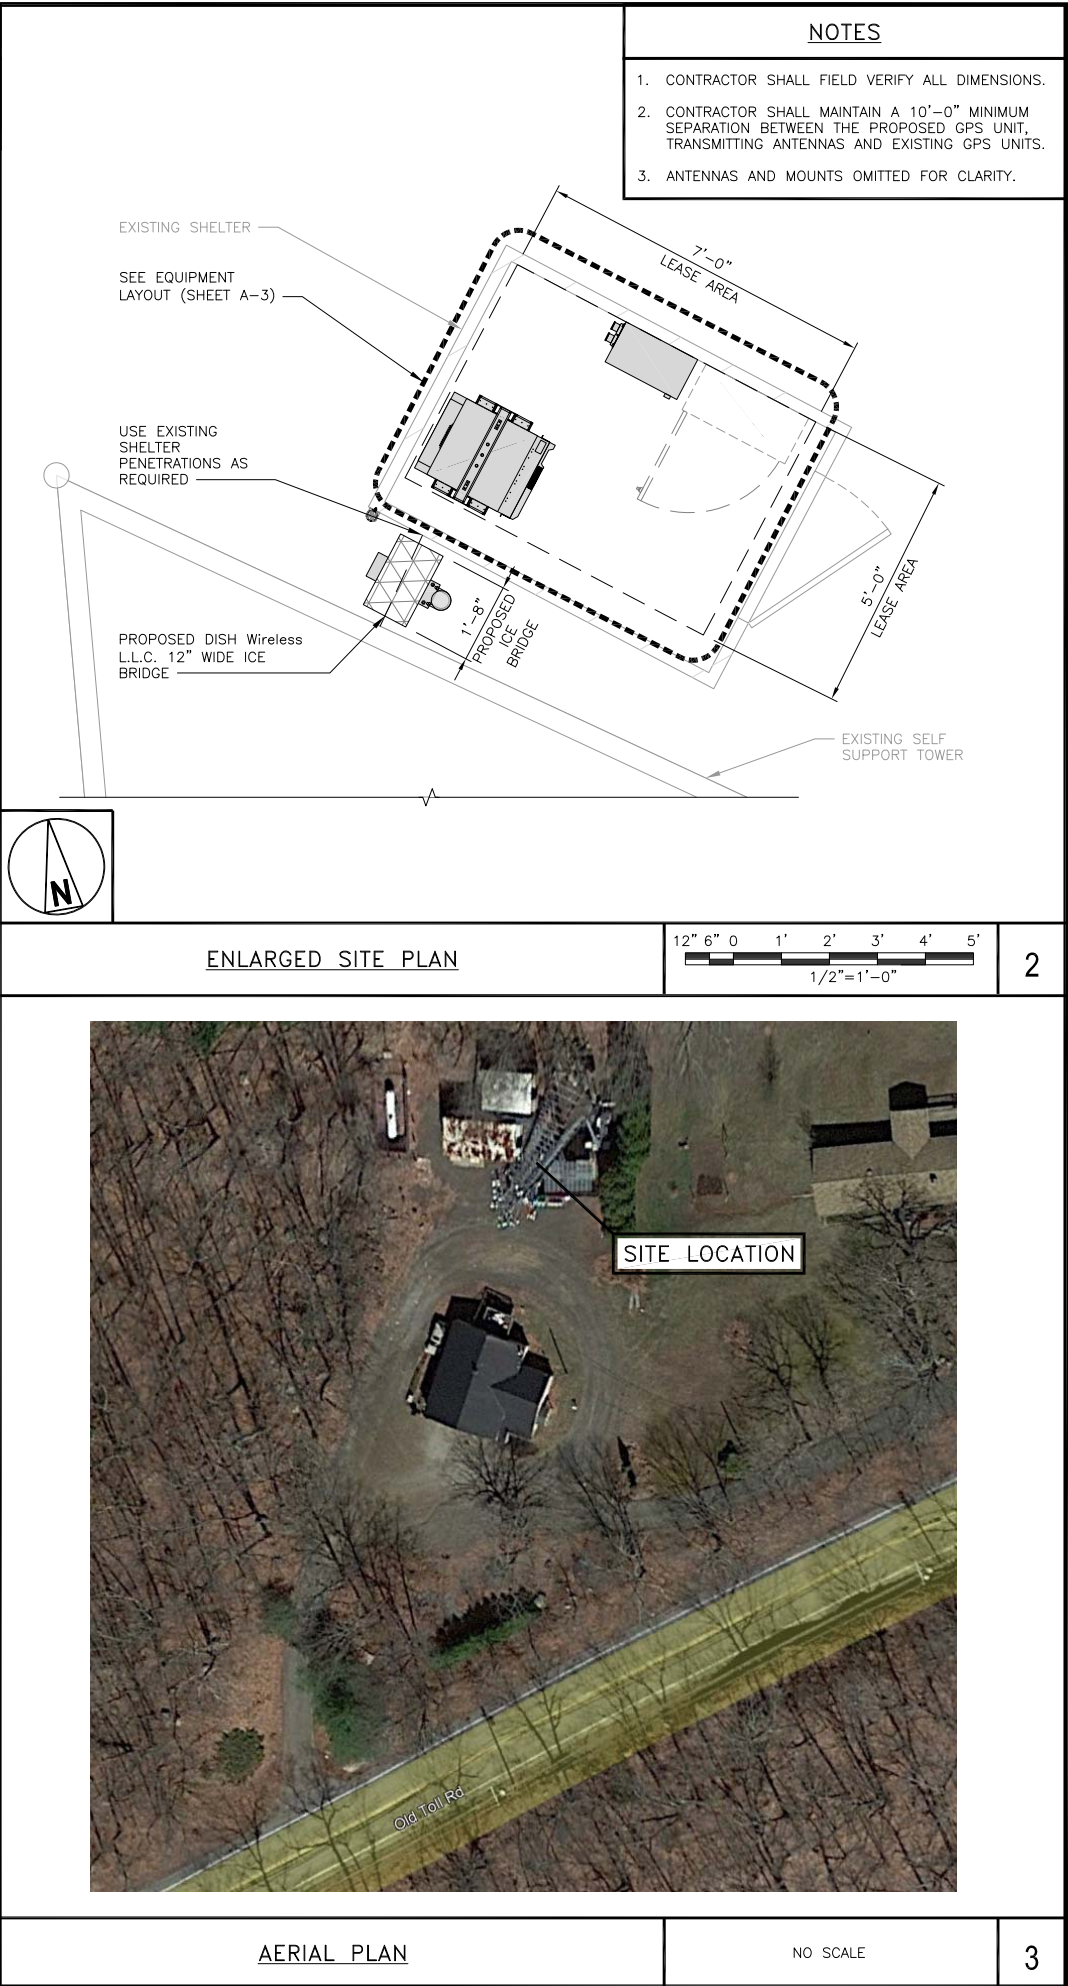 NOTES
1. CONTRACTOR SHALL FIELD VERIFY ALL DIMENSIONS.
2. CONTRACTOR SHALL MAINTAIN A 10'-0" MINIMUM
SEPARATION BETWEEN THE PROPOSED GPS UNIT,
TRANSMITTING ANTENNAS AND EXISTING GPS UNITS.
3. ANTENNAS AND MOUNTS OMITTED FOR CLARITY.
EXISTING SHELTER
SEE EQUIPMENT
LAYOUT (SHEET A-3)
7'-0"
LEASE AREA
USE EXISTING
SHELTER
PENETRATIONS AS
REQUIRED
5'-0"
LEASE AREA
1'-8"
PROPOSED
ICE
BRIDGE
PROPOSED DISH Wireless
L.L.C. 12" WIDE ICE
BRIDGE
EXISTING SELF
SUPPORT TOWER
N
ENLARGED SITE PLAN
12" 6" 0 1' 2' 3' 4' 5'
1/2"=1'-0"
2
SITE LOCATION
Old Toll Rd
AERIAL PLAN
NO SCALE
3